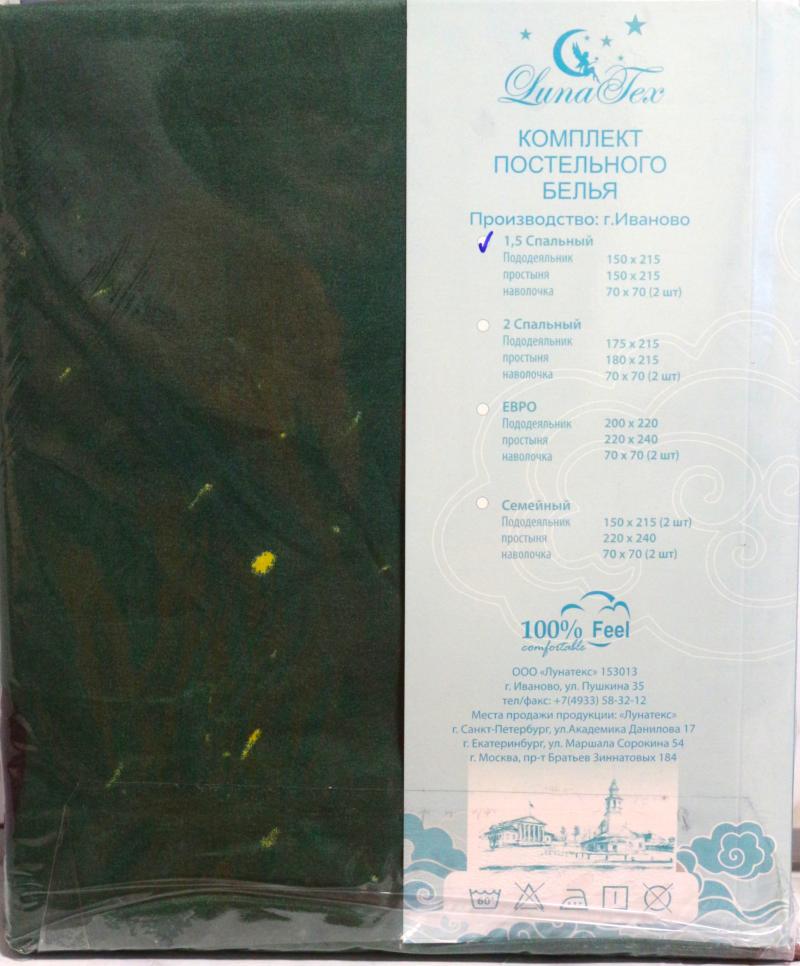 LunaTex
КОМПЛЕКТ
ПОСТЕЛЬНОГО
БЕЛЬЯ
Производство: г.Иваново
1,5 Спальный
Пододеяльник 150 x 215
простыня 150 x 215
наволочка 70 x 70 (2 шт)
2 Спальный
Пододеяльник 175 x 215
простыня 180 x 215
наволочка 70 x 70 (2 шт)
ЕВРО
Пододеяльник 200 x 220
простыня 220 x 240
наволочка 70 x 70 (2 шт)
Семейный
Пододеяльник 150 x 215 (2 шт)
простыня 220 x 240
наволочка 70 x 70 (2 шт)
100% Feel
comfortable
ООО «Лунатекс» 153013
г. Иваново, ул. Пушкина 35
тел/факс: +7(4933) 58-32-12
Места продажи продукции: «Лунатекс»
г. Санкт-Петербург, ул.Академика Данилова 17
г. Екатеринбург, ул. Маршала Сорокина 54
г. Москва, пр-т Братьев Зиннатовых 184
60°